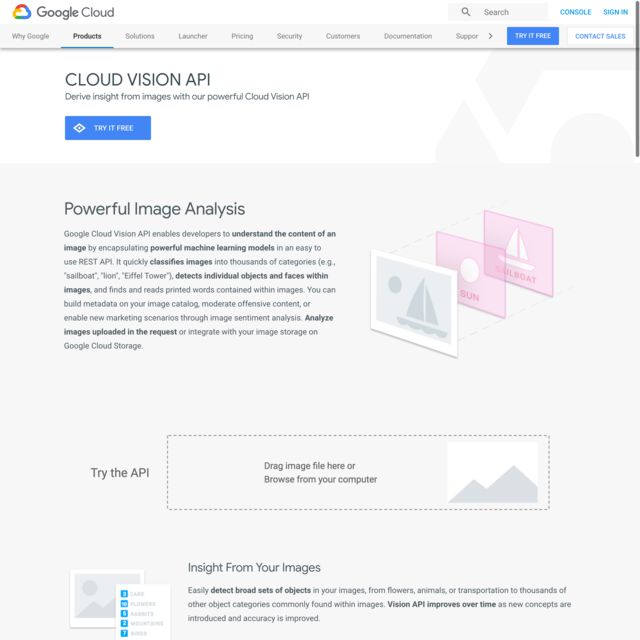 Google Cloud
Search
CONSOLE
SIGN IN
Why Google
Products
Solutions
Launcher
Pricing
Security
Customers
Documentation
Suppor
TRY IT FREE
CONTACT SALES
CLOUD VISION API
Derive insight from images with our powerful Cloud Vision API
TRY IT FREE
Powerful Image Analysis
Google Cloud Vision API enables developers to understand the content of an
image by encapsulating powerful machine learning models in an easy to
use REST API. It quickly classifies images into thousands of categories (e.g.,
"sailboat", "lion", "Eiffel Tower"), detects individual objects and faces within
images, and finds and reads printed words contained within images. You can
build metadata on your image catalog, moderate offensive content, or
enable new marketing scenarios through image sentiment analysis. Analyze
images uploaded in the request or integrate with your image storage on
Google Cloud Storage.
SUN
SAILBOAT
Try the API
Drag image file here or
Browse from your computer
Insight From Your Images
Easily detect broad sets of objects in your images, from flowers, animals, or transportation to thousands of
other object categories commonly found within images. Vision API improves over time as new concepts are
introduced and accuracy is improved.
3 CARS
10 FLOWERS
5 RABBITS
2 MOUNTAINS
7 BIRDS